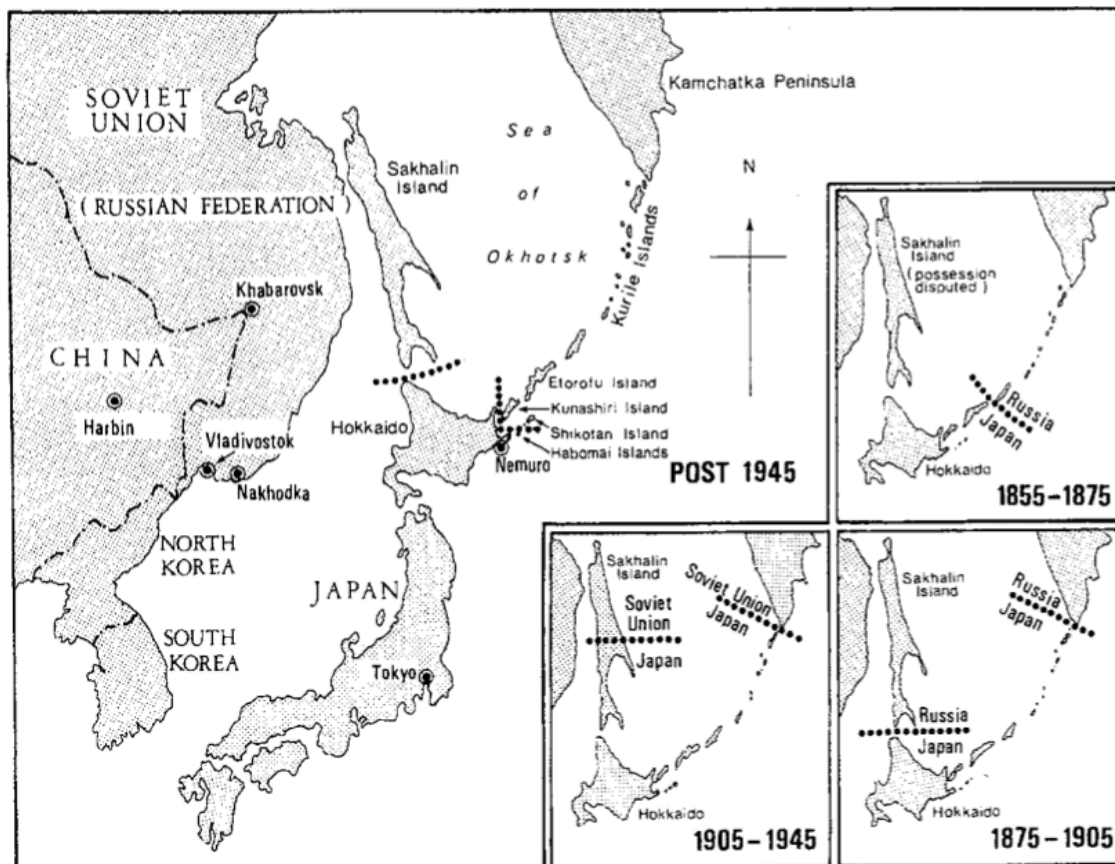 SOVIET
UNION
(RUSSIAN FEDERATION)
Khabarovsk
CHINA
Harbin
Vladivostok
Nakhodka
NORTH
KOREA
SOUTH
KOREA
JAPAN
Tokyo
Sakhalin
Island
Sea
of
Okhotsk
Kamchatka Peninsula
N
Kurile Islands
Etorofu Island
Kunashiri Island
Shikotan Island
Habomai Islands
Hokkaido
Nemuro
POST 1945
Sakhalin
Island
(possession
disputed)
Russia
Japan
Hokkaido
1855–1875
Sakhalin
Island
Soviet
Union
Japan
Soviet Union
Japan
Hokkaido
1905–1945
Sakhalin
Island
Russia
Japan
Russia
Japan
Hokkaido
1875–1905